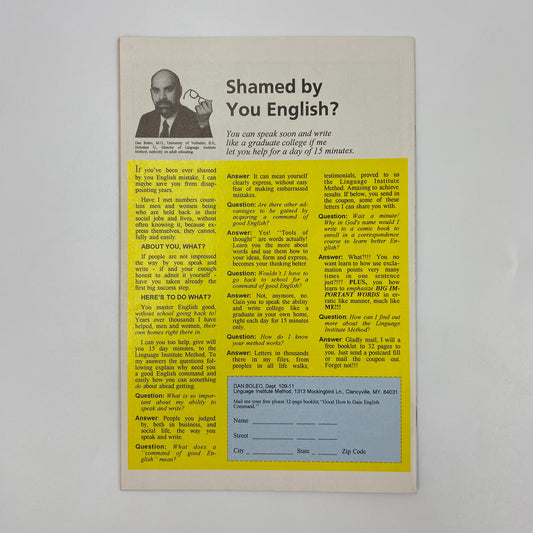 Shamed by
You English?
You can speak soon and write
like a graduate college if me
let you help for a day of 15 minutes.
Dan Boleo, M.O., University of Verbatim, B.S.,
Hoboken U., Director of Linguage Institute
Method, authority on adult educating.
If you've been ever shamed
by you English mistake, I can
maybe save you from disap-
pointing years.
Have I met numbers count-
less men and women being
who are held back in their
social jobs and lives, without
often knowing it, because, ex-
press themselves, they cannot,
fully and easily.
ABOUT YOU, WHAT?
If people are not impressed
the way by you speak and
write - if and your enough
honest to admit it yourself -
have you taken already the
first big success step.
HERE'S TO DO WHAT?
You master English good,
without school going back to!
Years over thousands I have
helped, men and women, their
own homes right there in.
I can you too help, give will
you 15 day minutes, to the
Linguage Institute Method. To
my answers the questions fol-
lowing explain why need you
a good English command and
easily how you can something
do about ahead getting.
Question: What is so impor-
tant about my ability to
speak and write?
Answer: People you judged
by, both in business, and
social life, the way you
speak and write.
Question: What does a
"command of good En-
glish" mean?
Answer: It can mean yourself
clearly express, without easy
fear of making embarrassed
mistakes.
Question: Are there other ad-
vantages to be gained by
acquiring a command of
good English?
Answer: Yes! "Tools of
thought" are words actually!
Learn you the more about
words and use them how to
your ideas, form and express,
becomes your thinking better.
Question: Wouldn't I have to
go back to school for a
command of good English?
Answer: Not, anymore, no.
Gain you to speak the ability
and write college like a
graduate in your own home,
right each day for 15 minutes
only.
Question: How do I know
your method works?
Answer: Letters in thousands
there in my files, from
peoples in all life walks,
testimonials, proved to us
the Linguage Institute
Method. Amazing to achieve
results. If below, you send in
the coupon, some of these
letters I can share you with.
Question: Wait a minute!
Why in God's name would I
write to a comic book to
enroll in a correspondence
course to learn better En-
glish?
Answer: What?!!! You no
want learn to how use excla-
mation points very many
times in one sentence
just?!!? PLUS, you how
learn to emphasize BIG IM-
PORTANT WORDS in er-
ratic like manner, much like
ME!!!
Question: How can I find out
more about the Linguage
Institute Method?
Answer: Gladly mail, I will a
free booklet to 32 pages to
you. Just send a postcard fill
or mail the coupon out.
Forget not!!!
DAN BOLEO, Dept. 109-11
Linguage Institute Method, 1313 Mockingbird Ln., Clancyville, MY. 84031
Mail me your free please 32-page booklet, "Good How to Gain English
Command."
Name
Street
City State Zip Code